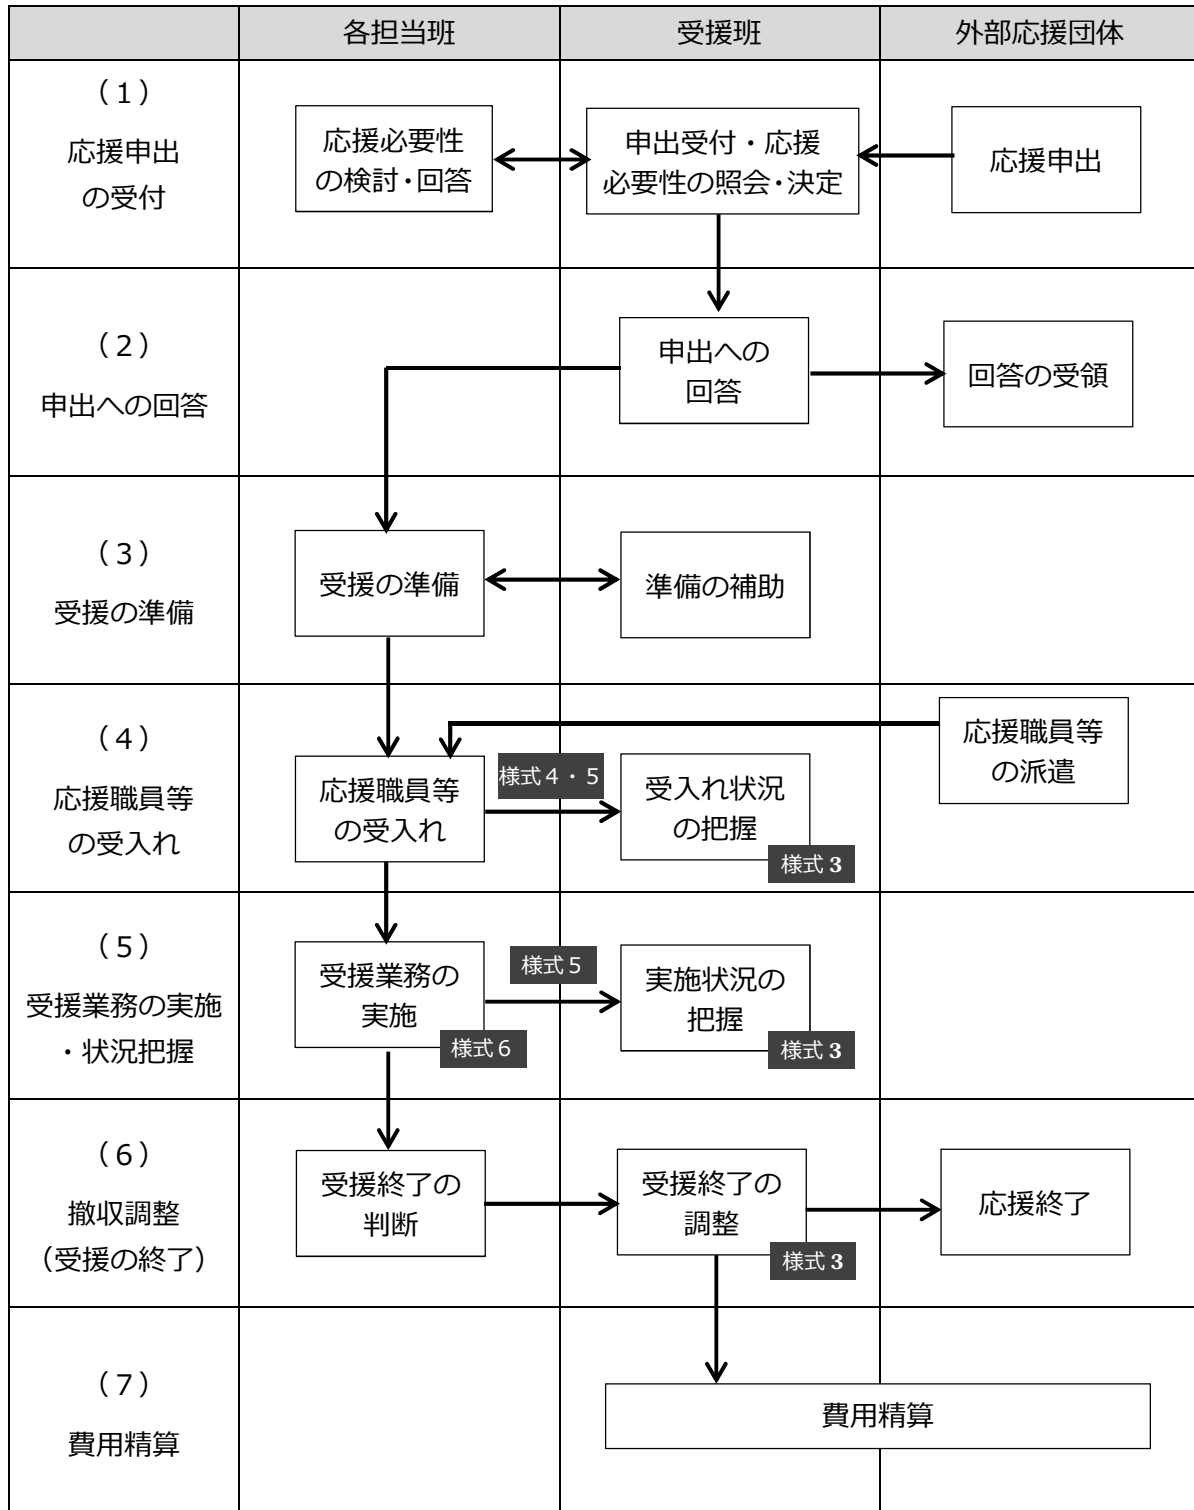 各担当班
受援班
外部応援団体
（１）
応援申出
の受付
応援必要性
の検討・回答
申出受付・応援
必要性の照会・決定
応援申出
（２）
申出への回答
申出への
回答
回答の受領
（３）
受援の準備
受援の準備
準備の補助
（４）
応援職員等
の受入れ
応援職員等
の受入れ
様式４・５
受入れ状況
の把握
様式 3
応援職員等
の派遣
（５）
受援業務の実施
・状況把握
受援業務の
実施
様式６
様式５
実施状況の
把握
様式 3
（６）
撤収調整
（受援の終了）
受援終了の
判断
受援終了の
調整
様式 3
応援終了
（７）
費用精算
費用精算